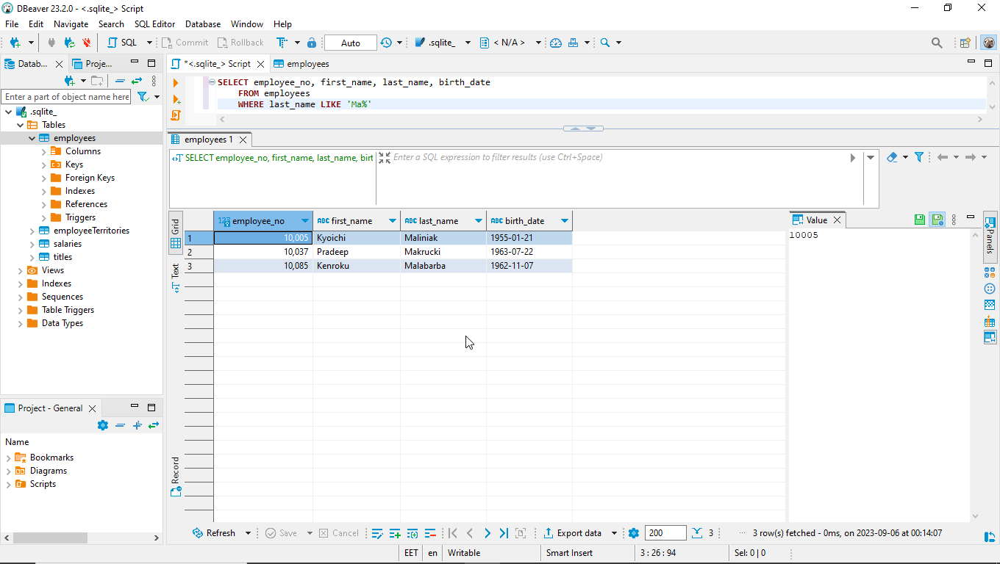 DBeaver 23.2.0 - <.sqlite_> Script
File Edit Navigate Search SQL Editor Database Window Help
SQL Commit Rollback Auto .sqlite_ < N/A >
Datab... Proje...
Enter a part of object name here
.sqlite_
Tables
employees
Columns
Keys
Foreign Keys
Indexes
References
Triggers
employeeTerritories
salaries
titles
Views
Indexes
Sequences
Table Triggers
Data Types
Project - General
Name
Bookmarks
Diagrams
Scripts
*<.sqlite_> Script employees
SELECT employee_no, first_name, last_name, birth_date
FROM employees
WHERE last_name LIKE 'Ma%'
employees 1
SELECT employee_no, first_name, last_name, birt Enter a SQL expression to filter results (use Ctrl+Space)
Grid
Text
Record
123 employee_no ABC first_name ABC last_name ABC birth_date
1 10,005 Kyoichi Maliniak 1955-01-21
2 10,037 Pradeep Makrucki 1963-07-22
3 10,085 Kenroku Malabarba 1962-11-07
Value
10005
Panels
Refresh Save Cancel Export data 200 3 ... 3 row(s) fetched - 0ms, on 2023-09-06 at 00:14:07
EET en Writable Smart Insert 3 : 26 : 94 Sel: 0 | 0